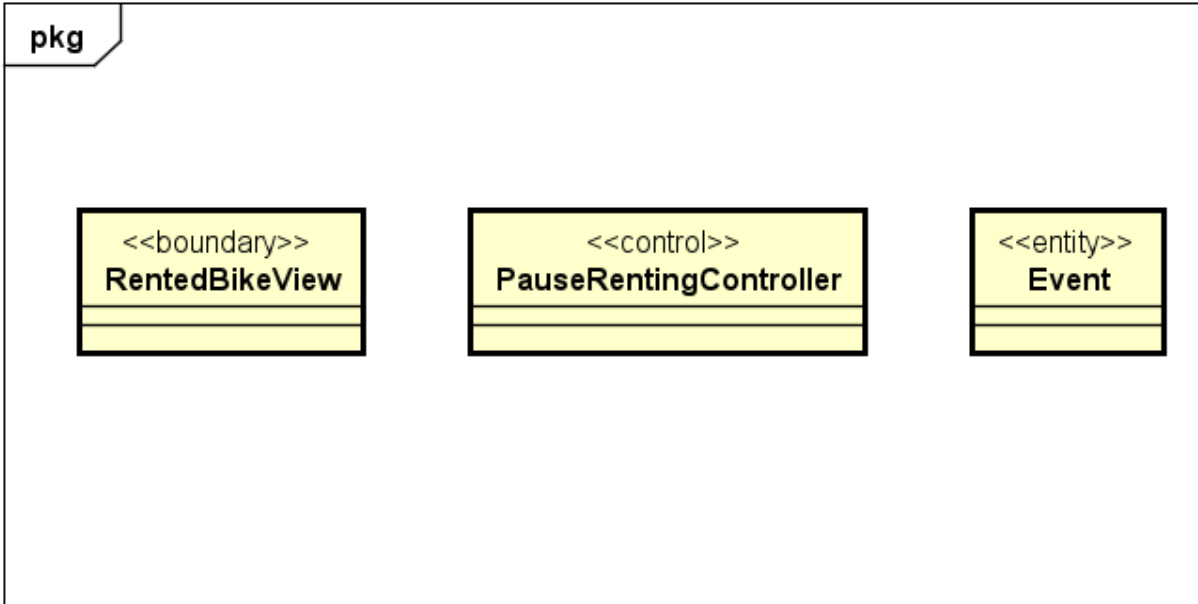 pkg
<<boundary>>
RentedBikeView
<<control>>
PauseRentingController
<<entity>>
Event